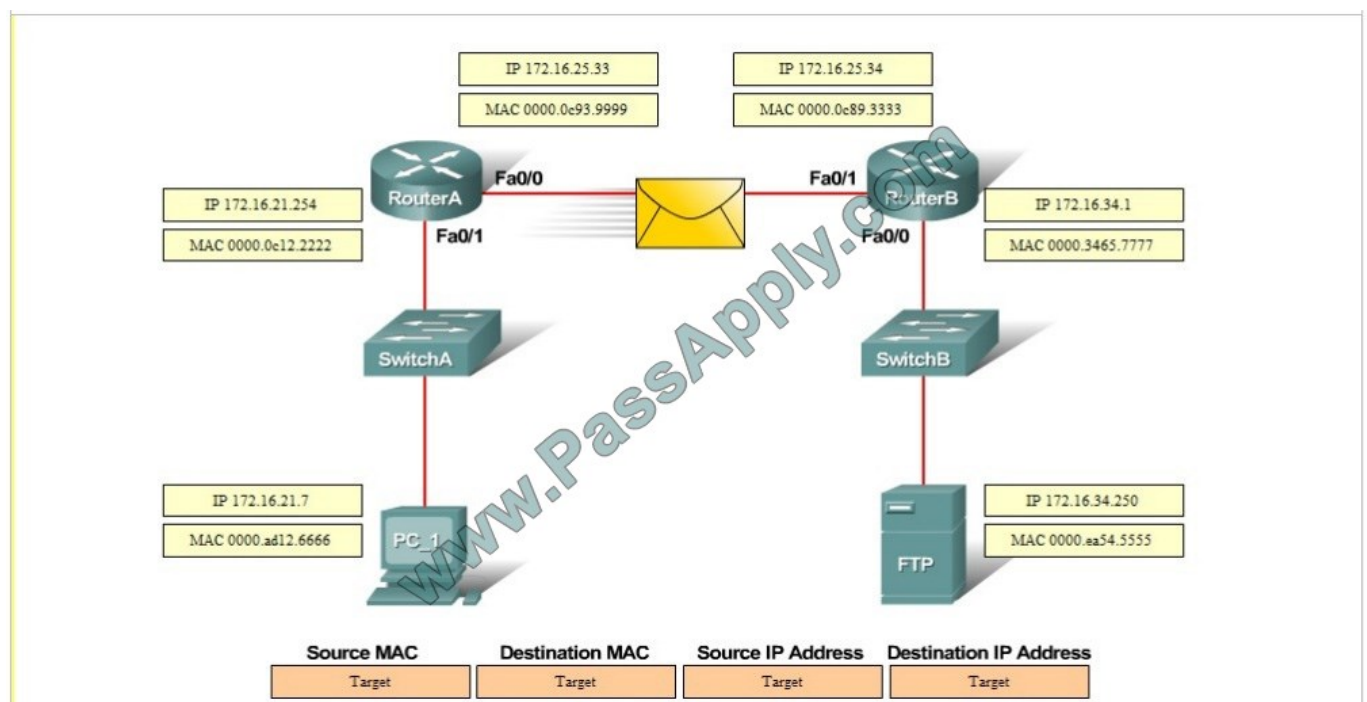 IP 172.16.25.33
IP 172.16.25.34
MAC 0000.0c93.9999
MAC 0000.0c89.3333
Fa0/0
Fa0/1
RouterA
RouterB
IP 172.16.21.254
IP 172.16.34.1
Fa0/1
Fa0/0
MAC 0000.0c12.2222
MAC 0000.3465.7777
www.PassApply.com
SwitchA
SwitchB
IP 172.16.21.7
IP 172.16.34.250
MAC 0000.ad12.6666
MAC 0000.ea54.5555
PC_1
FTP
Source MAC Destination MAC Source IP Address Destination IP Address
Target Target Target Target